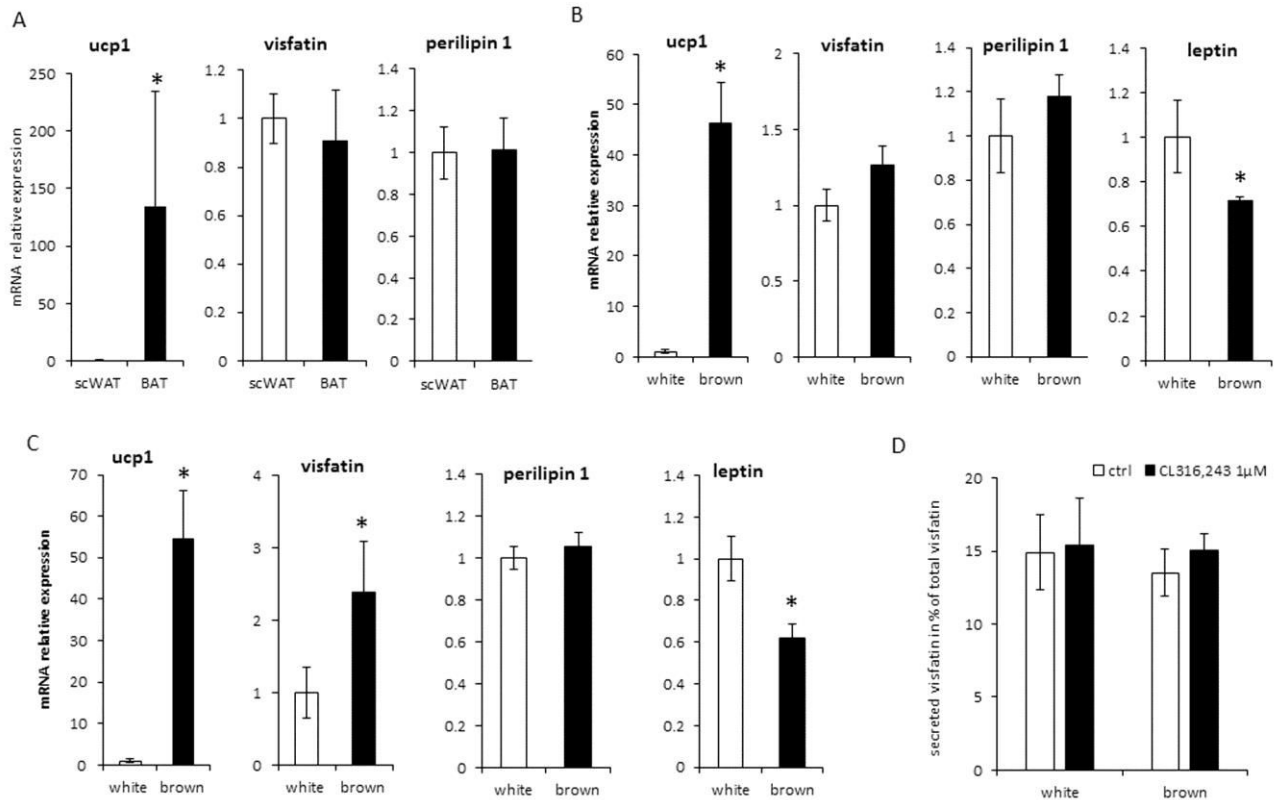 A
ucp1
mRNA relative expression
250
200
150
100
50
0
*
scWAT BAT
visfatin
1.2
1
0.8
0.6
0.4
0.2
0
scWAT BAT
perilipin 1
1.4
1.2
1
0.8
0.6
0.4
0.2
0
scWAT BAT
B
ucp1
mRNA relative expression
60
50
40
30
20
10
0
*
white brown
visfatin
2
1.5
1
0.5
0
white brown
perilipin 1
1.4
1.2
1
0.8
0.6
0.4
0.2
0
white brown
leptin
1.4
1.2
1
0.8
0.6
0.4
0.2
0
*
white brown
C
ucp1
mRNA relative expression
70
60
50
40
30
20
10
0
*
white brown
visfatin
4
3
2
1
0
*
white brown
perilipin 1
1.4
1.2
1
0.8
0.6
0.4
0.2
0
white brown
leptin
1.4
1.2
1
0.8
0.6
0.4
0.2
0
*
white brown
D
ctrl CL316,243 1µM
secreted visfatin in % of total visfatin
20
15
10
5
0
white brown